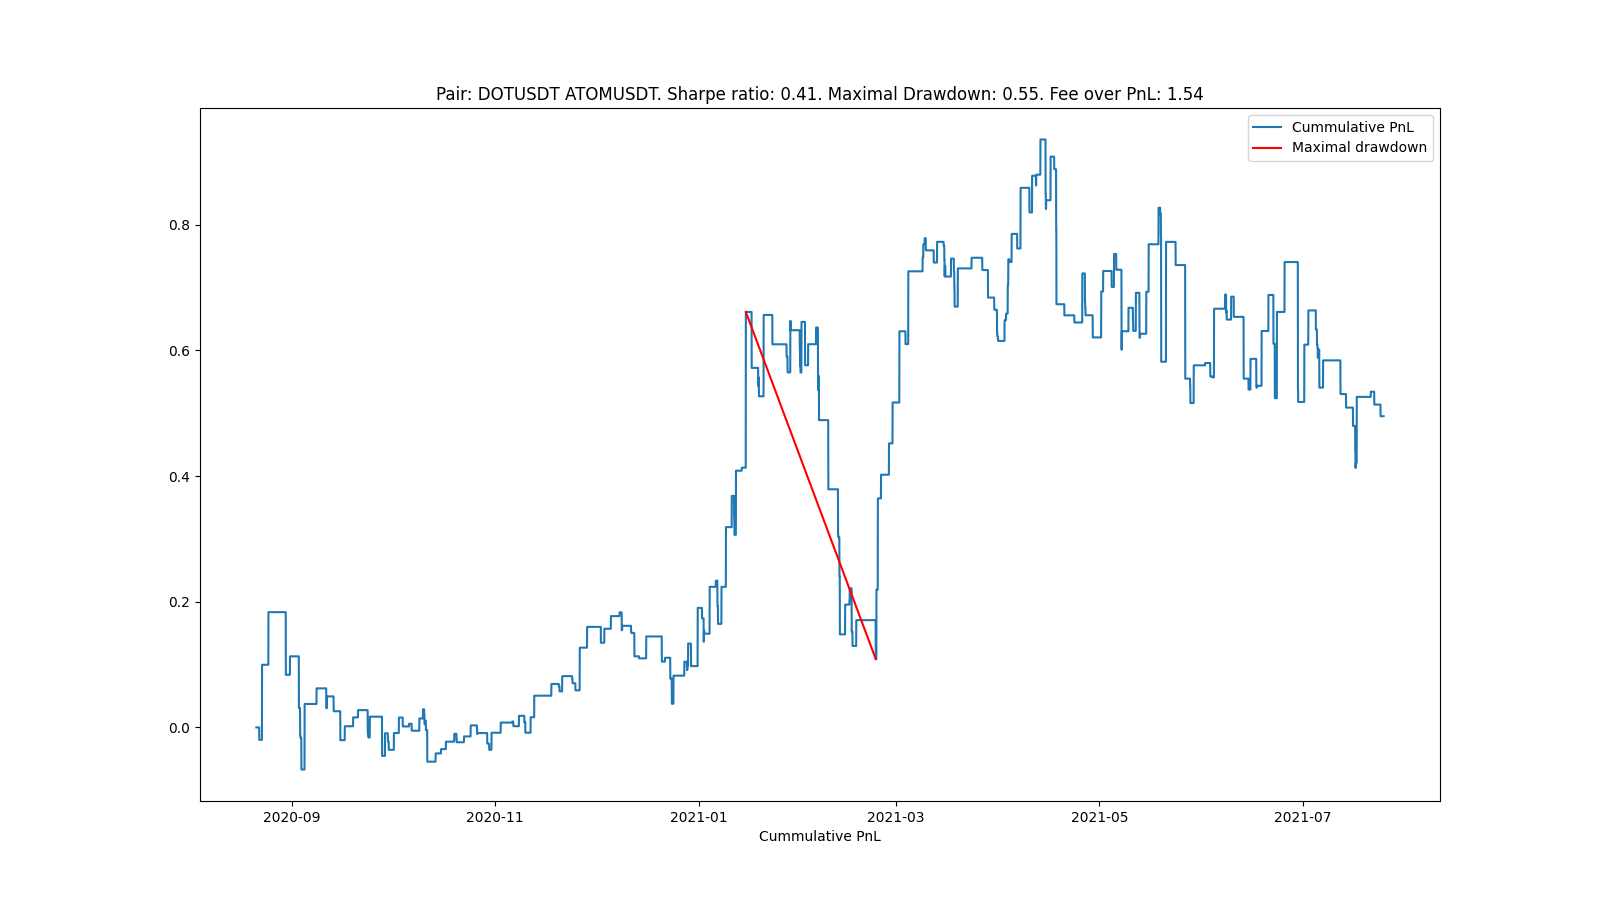 Pair: DOTUSDT ATOMUSDT. Sharpe ratio: 0.41. Maximal Drawdown: 0.55. Fee over PnL: 1.54
Cummulative PnL
Maximal drawdown
0.8
0.6
0.4
0.2
0.0
2020-09 2020-11 2021-01 2021-03 2021-05 2021-07
Cummulative PnL